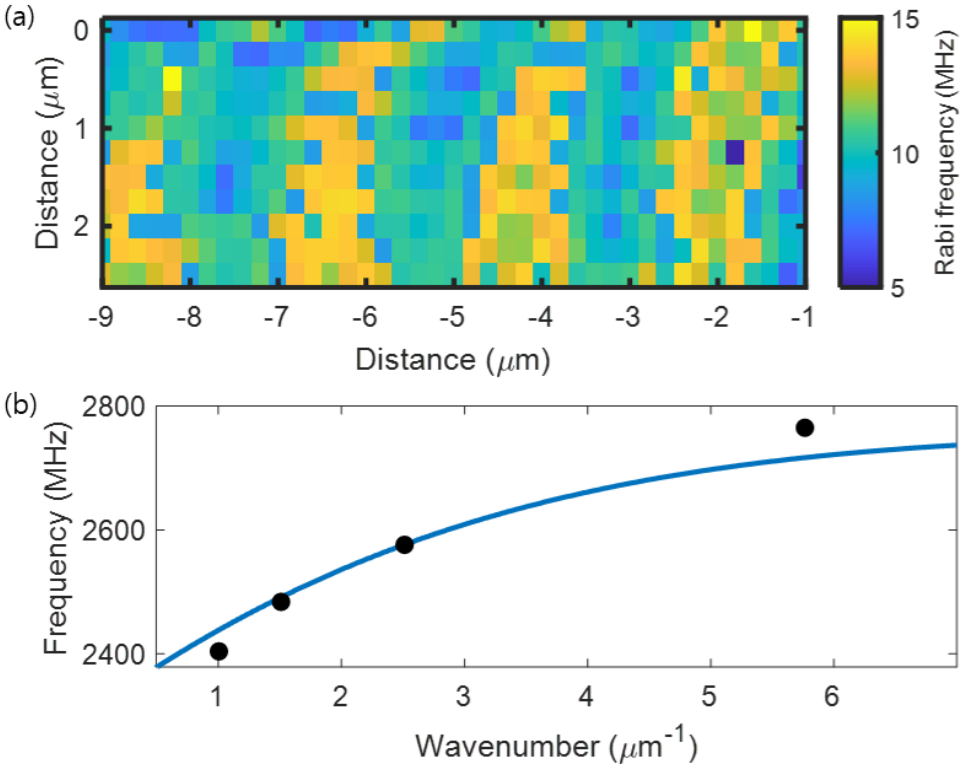 (a)
0
1
2
Distance (μm)
-9 -8 -7 -6 -5 -4 -3 -2 -1
Distance (μm)
15
10
5
Rabi frequency (MHz)
(b)
2800
2600
2400
Frequency (MHz)
1 2 3 4 5 6
Wavenumber (μm⁻¹)